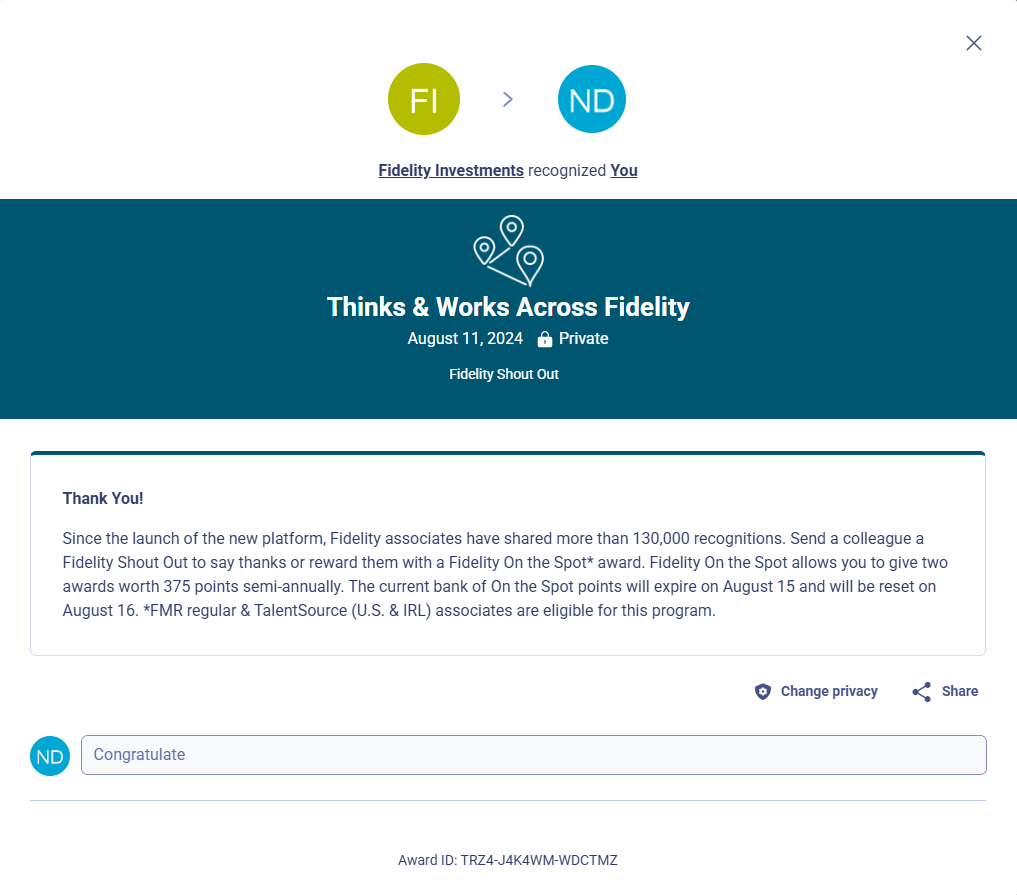 FI
ND
Fidelity Investments recognized You
Thinks & Works Across Fidelity
August 11, 2024 Private
Fidelity Shout Out
Thank You!
Since the launch of the new platform, Fidelity associates have shared more than 130,000 recognitions. Send a colleague a
Fidelity Shout Out to say thanks or reward them with a Fidelity On the Spot* award. Fidelity On the Spot allows you to give two
awards worth 375 points semi-annually. The current bank of On the Spot points will expire on August 15 and will be reset on
August 16. *FMR regular & TalentSource (U.S. & IRL) associates are eligible for this program.
Change privacy Share
ND Congratulate
Award ID: TRZ4-J4K4WM-WDCTMZ